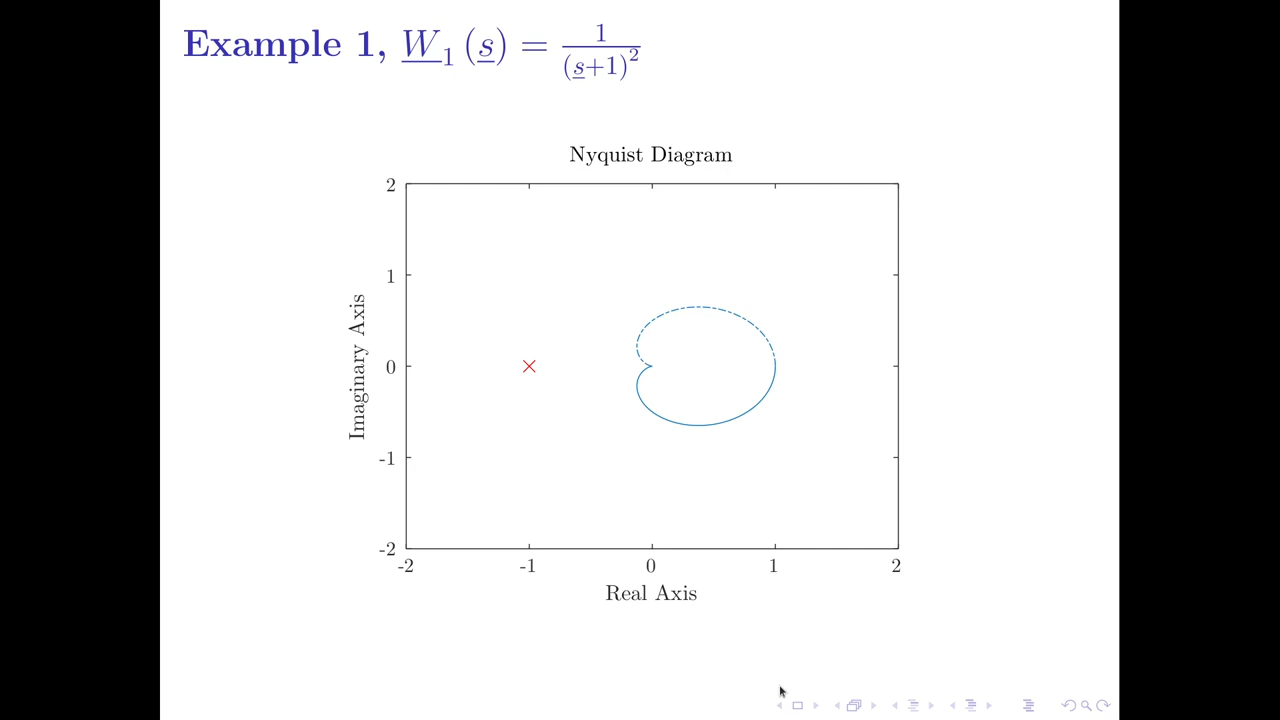 Example 1, W₁ (s) = 1/(s+1)²
Nyquist Diagram
2
1
0
-1
-2
Imaginary Axis
-2 -1 0 1 2
Real Axis